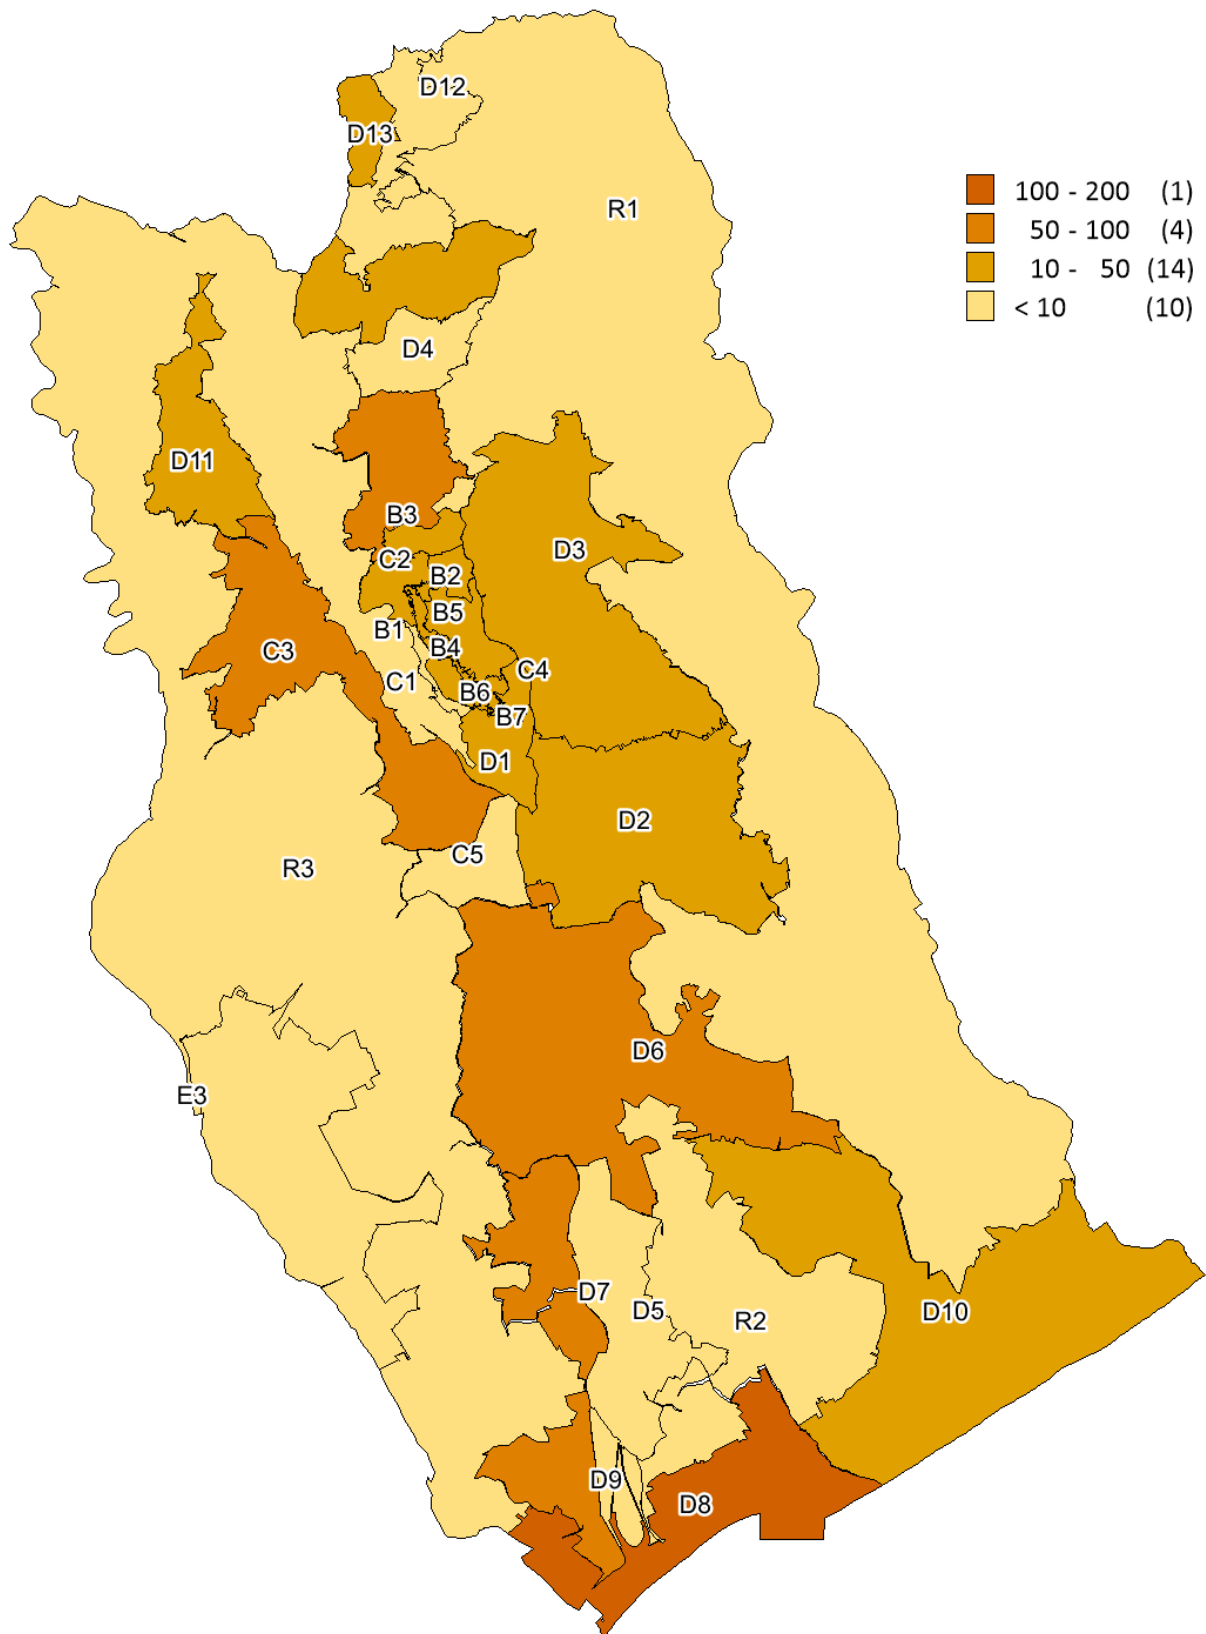 D12
D13
R1
100 - 200 (1)
50 - 100 (4)
10 - 50 (14)
< 10 (10)
D4
D11
B3
D3
C2
B2
B5
B1
B4
C3
C4
C1
B6
B7
D1
D2
C5
R3
D6
E3
D7
D5
R2
D10
D9
D8